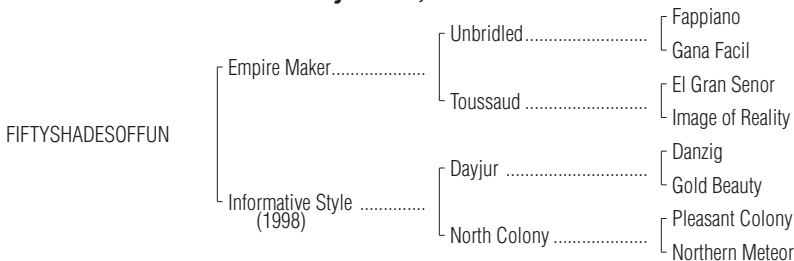 Fappiano
Unbridled
Gana Facil
Empire Maker
El Gran Senor
Toussaud
Image of Reality
FIFTYSHADESOFFUN
Danzig
Dayjur
Gold Beauty
Informative Style
(1998)
Pleasant Colony
North Colony
Northern Meteor